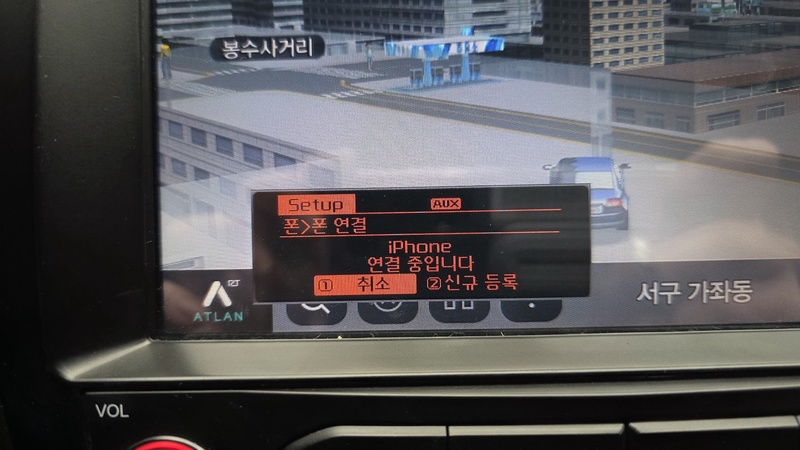 봉수사거리
Setup AUX
폰>폰 연결
iPhone
연결 중입니다
① 취소 ② 신규 등록
ATLAN
서구 가좌동
VOL